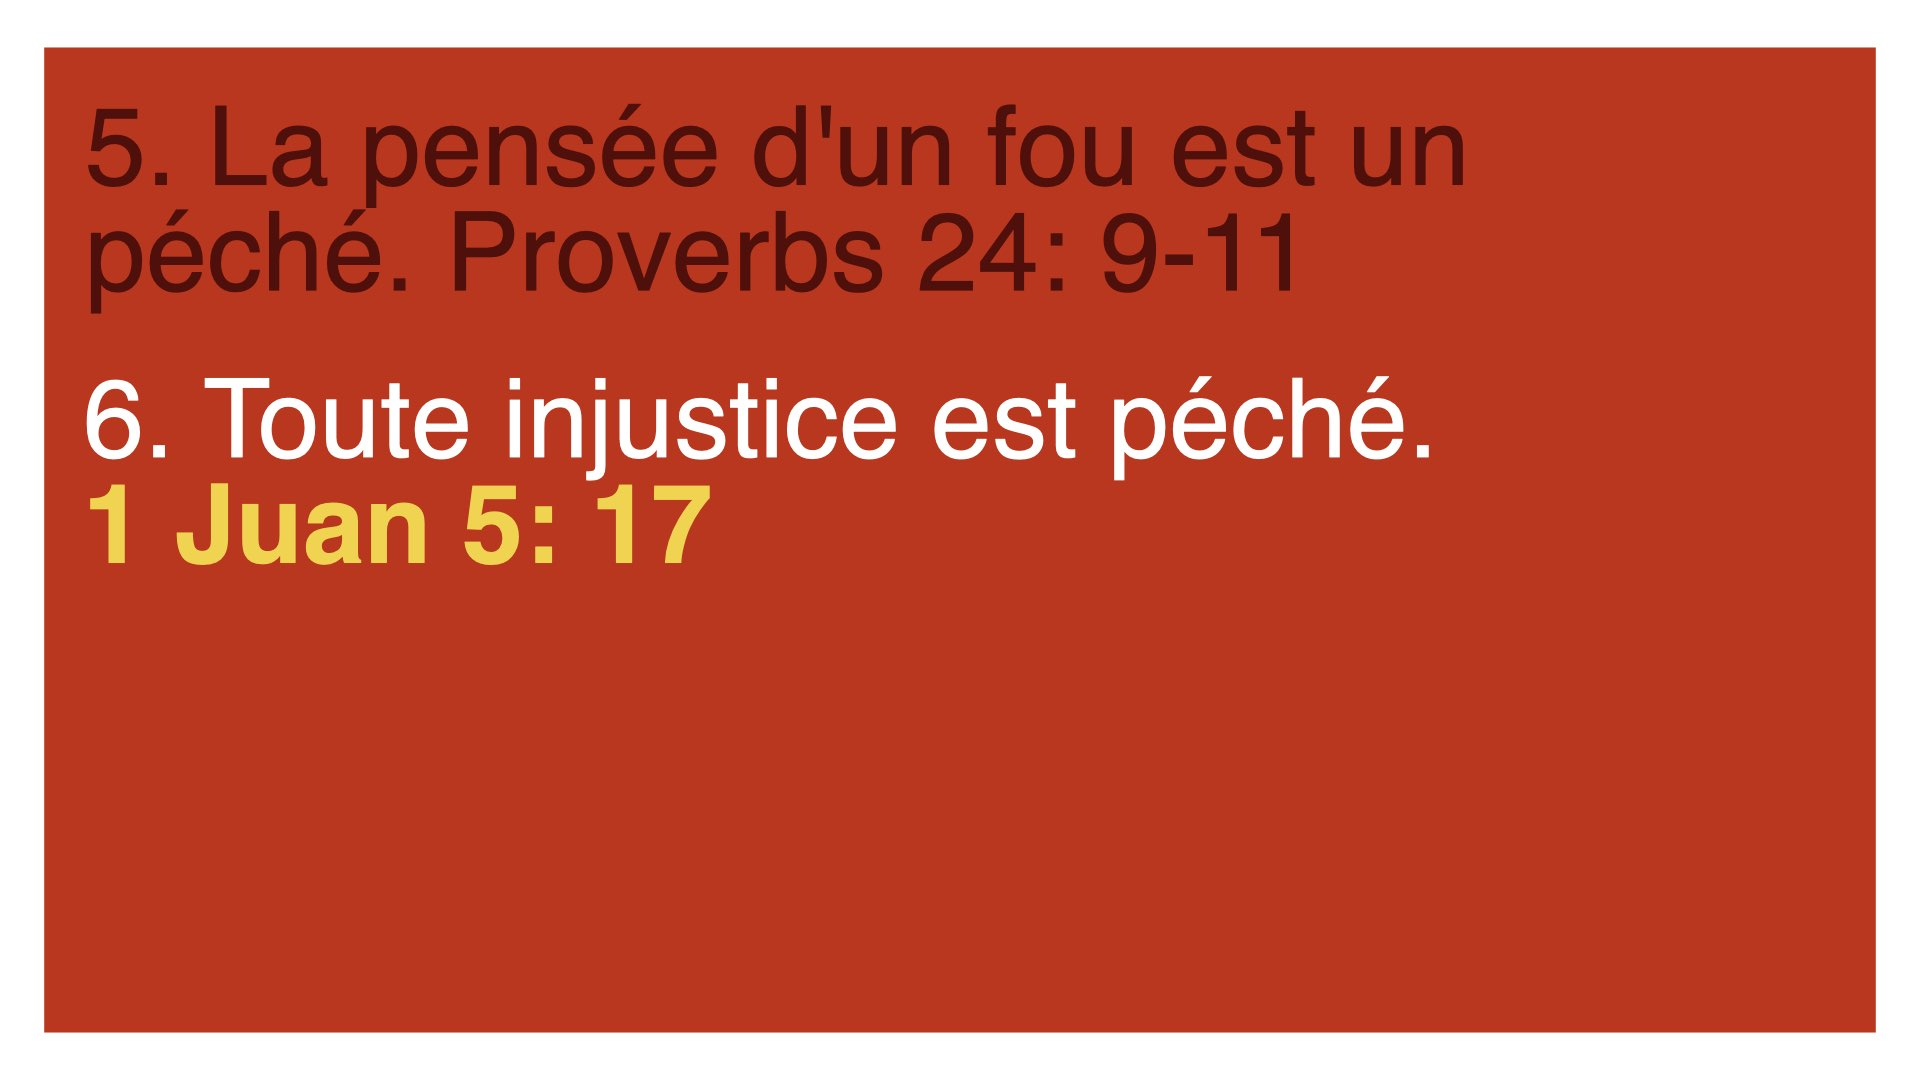 5. La pensée d'un fou est un
péché. Proverbs 24: 9-11
6. Toute injustice est péché.
1 Juan 5: 17